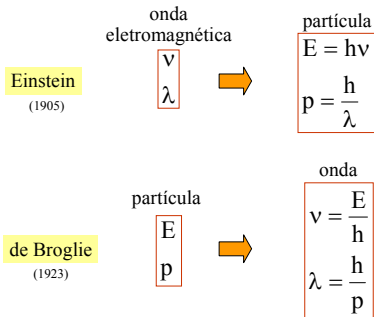 onda
eletromagnética
partícula
Einstein
(1905)
ν
λ
E = hν
p = h/λ
partícula
onda
de Broglie
(1923)
E
p
ν = E/h
λ = h/p